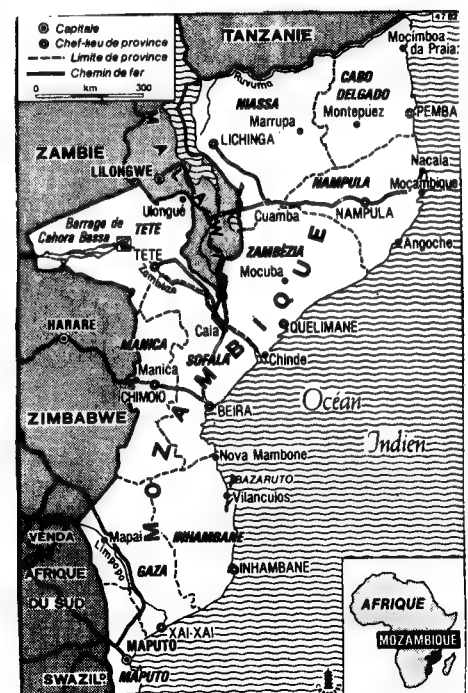 Capitale
Chef-lieu de province
Limite de province
Chemin de fer
0 km 300
4782
TANZANIE
Mocimboa
da Praia
Ruvuma
CABO
DELGADO
NIASSA
Marrupa
Montepuez
PEMBA
LICHINGA
ZAMBIE
MALAWI
LILONGWE
Nacala
NAMPULA
Moçambique
Ulongué
TETE
Cuamba
NAMPULA
Barrage de
Cahora Bassa
TETE
ZAMBÉZIA
Angoche
Zambèze
Mocuba
HARARE
Caia
QUELIMANE
MANICA
SOFALA
Chinde
Manica
CHIMOIO
Océan
ZIMBABWE
BEIRA
Indien
MOZAMBIQUE
Nova Mambone
BAZARUTO
Vilanculos
VENDA
Mapai
INHAMBANE
Limpopo
AFRIQUE
DU SUD
GAZA
INHAMBANE
XAI-XAI
MAPUTO
SWAZILD
MAPUTO
AFRIQUE
MOZAMBIQUE